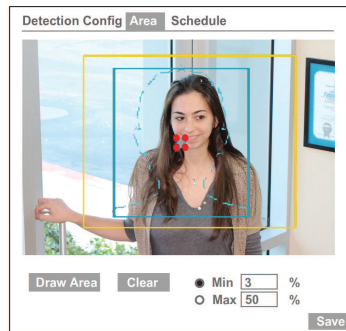 Detection Config Area Schedule
Draw Area Clear Min 3 %
Max 50 %
Save